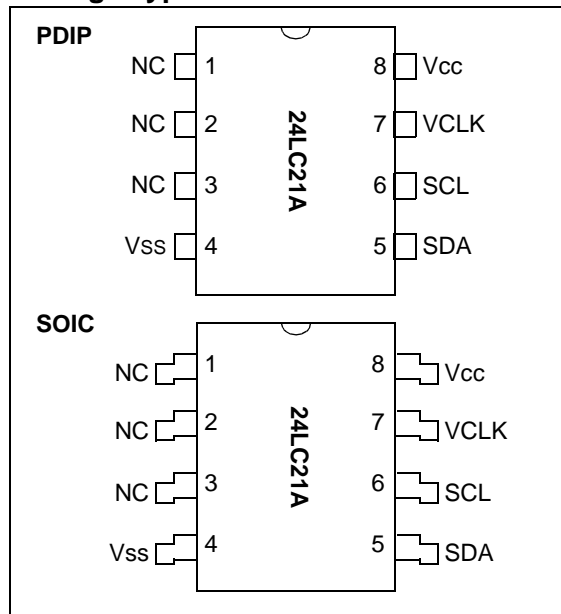 PDIP
NC 1 8 Vcc
NC 2 7 VCLK
NC 3 6 SCL
Vss 4 5 SDA
24LC21A
SOIC
NC 1 8 Vcc
NC 2 7 VCLK
NC 3 6 SCL
Vss 4 5 SDA
24LC21A